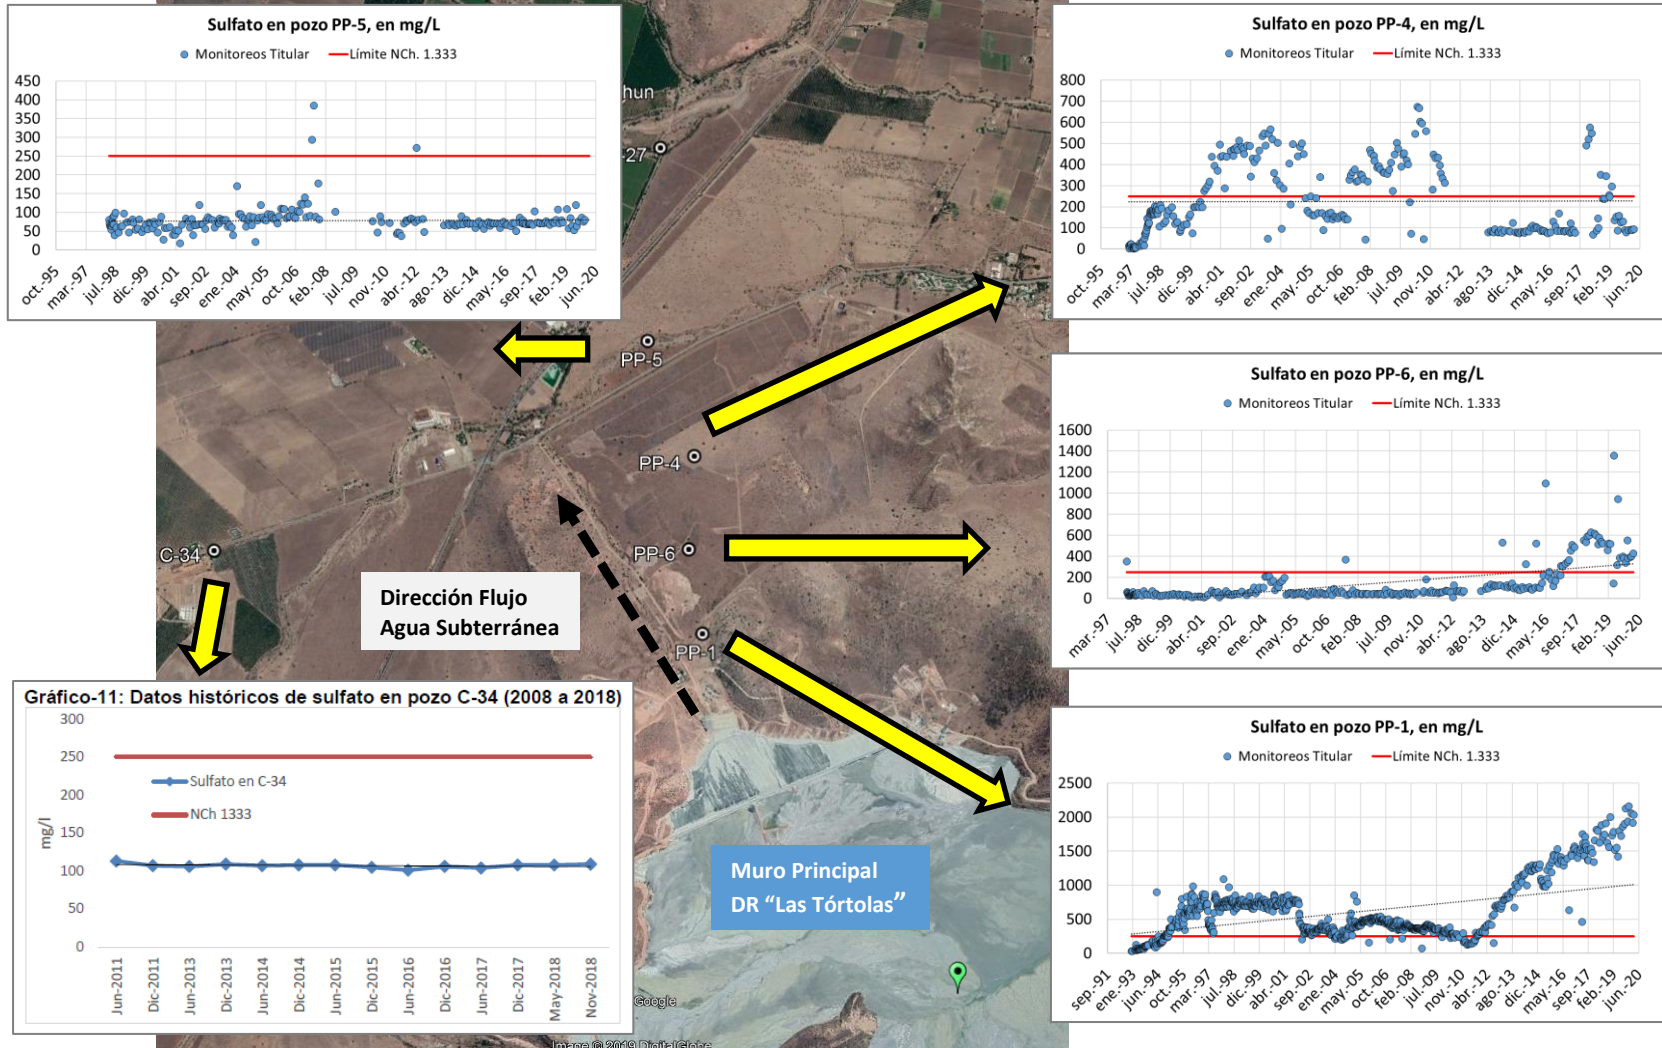 Sulfato en pozo PP-5, en mg/L
Monitoreos Titular Límite NCh. 1.333
450
400
350
300
250
200
150
100
50
0
oct.-95 mar.-97 jul.-98 dic.-99 abr.-01 sep.-02 ene.-04 may.-05 oct.-06 feb.-08 jul.-09 nov.-10 abr.-12 ago.-13 dic.-14 may.-16 sep.-17 feb.-19 jun.-20
Sulfato en pozo PP-4, en mg/L
Monitoreos Titular Límite NCh. 1.333
800
700
600
500
400
300
200
100
0
oct.-95 mar.-97 jul.-98 dic.-99 abr.-01 sep.-02 ene.-04 may.-05 oct.-06 feb.-08 jul.-09 nov.-10 abr.-12 ago.-13 dic.-14 may.-16 sep.-17 feb.-19 jun.-20
hun
-27
PP-5
PP-4
C-34
PP-6
PP-1
Dirección Flujo
Agua Subterránea
Sulfato en pozo PP-6, en mg/L
Monitoreos Titular Límite NCh. 1.333
1600
1400
1200
1000
800
600
400
200
0
mar.-97 jul.-98 dic.-99 abr.-01 sep.-02 ene.-04 may.-05 oct.-06 feb.-08 jul.-09 nov.-10 abr.-12 ago.-13 dic.-14 may.-16 sep.-17 feb.-19 jun.-20
Gráfico-11: Datos históricos de sulfato en pozo C-34 (2008 a 2018)
300
250
200
150
100
50
0
mg/l
Sulfato en C-34
NCh 1333
Jun-2011 Dic-2011 Jun-2013 Dic-2013 Jun-2014 Dic-2014 Jun-2015 Dic-2015 Jun-2016 Dic-2016 Jun-2017 Dic-2017 May-2018 Nov-2018
Muro Principal
DR “Las Tórtolas”
Sulfato en pozo PP-1, en mg/L
Monitoreos Titular Límite NCh. 1.333
2500
2000
1500
1000
500
0
sep.-91 ene.-93 jun.-94 oct.-95 mar.-97 jul.-98 dic.-99 abr.-01 sep.-02 ene.-04 may.-05 oct.-06 feb.-08 jul.-09 nov.-10 abr.-12 ago.-13 dic.-14 may.-16 sep.-17 feb.-19 jun.-20
Google
Image © 2019 DigitalGlobe